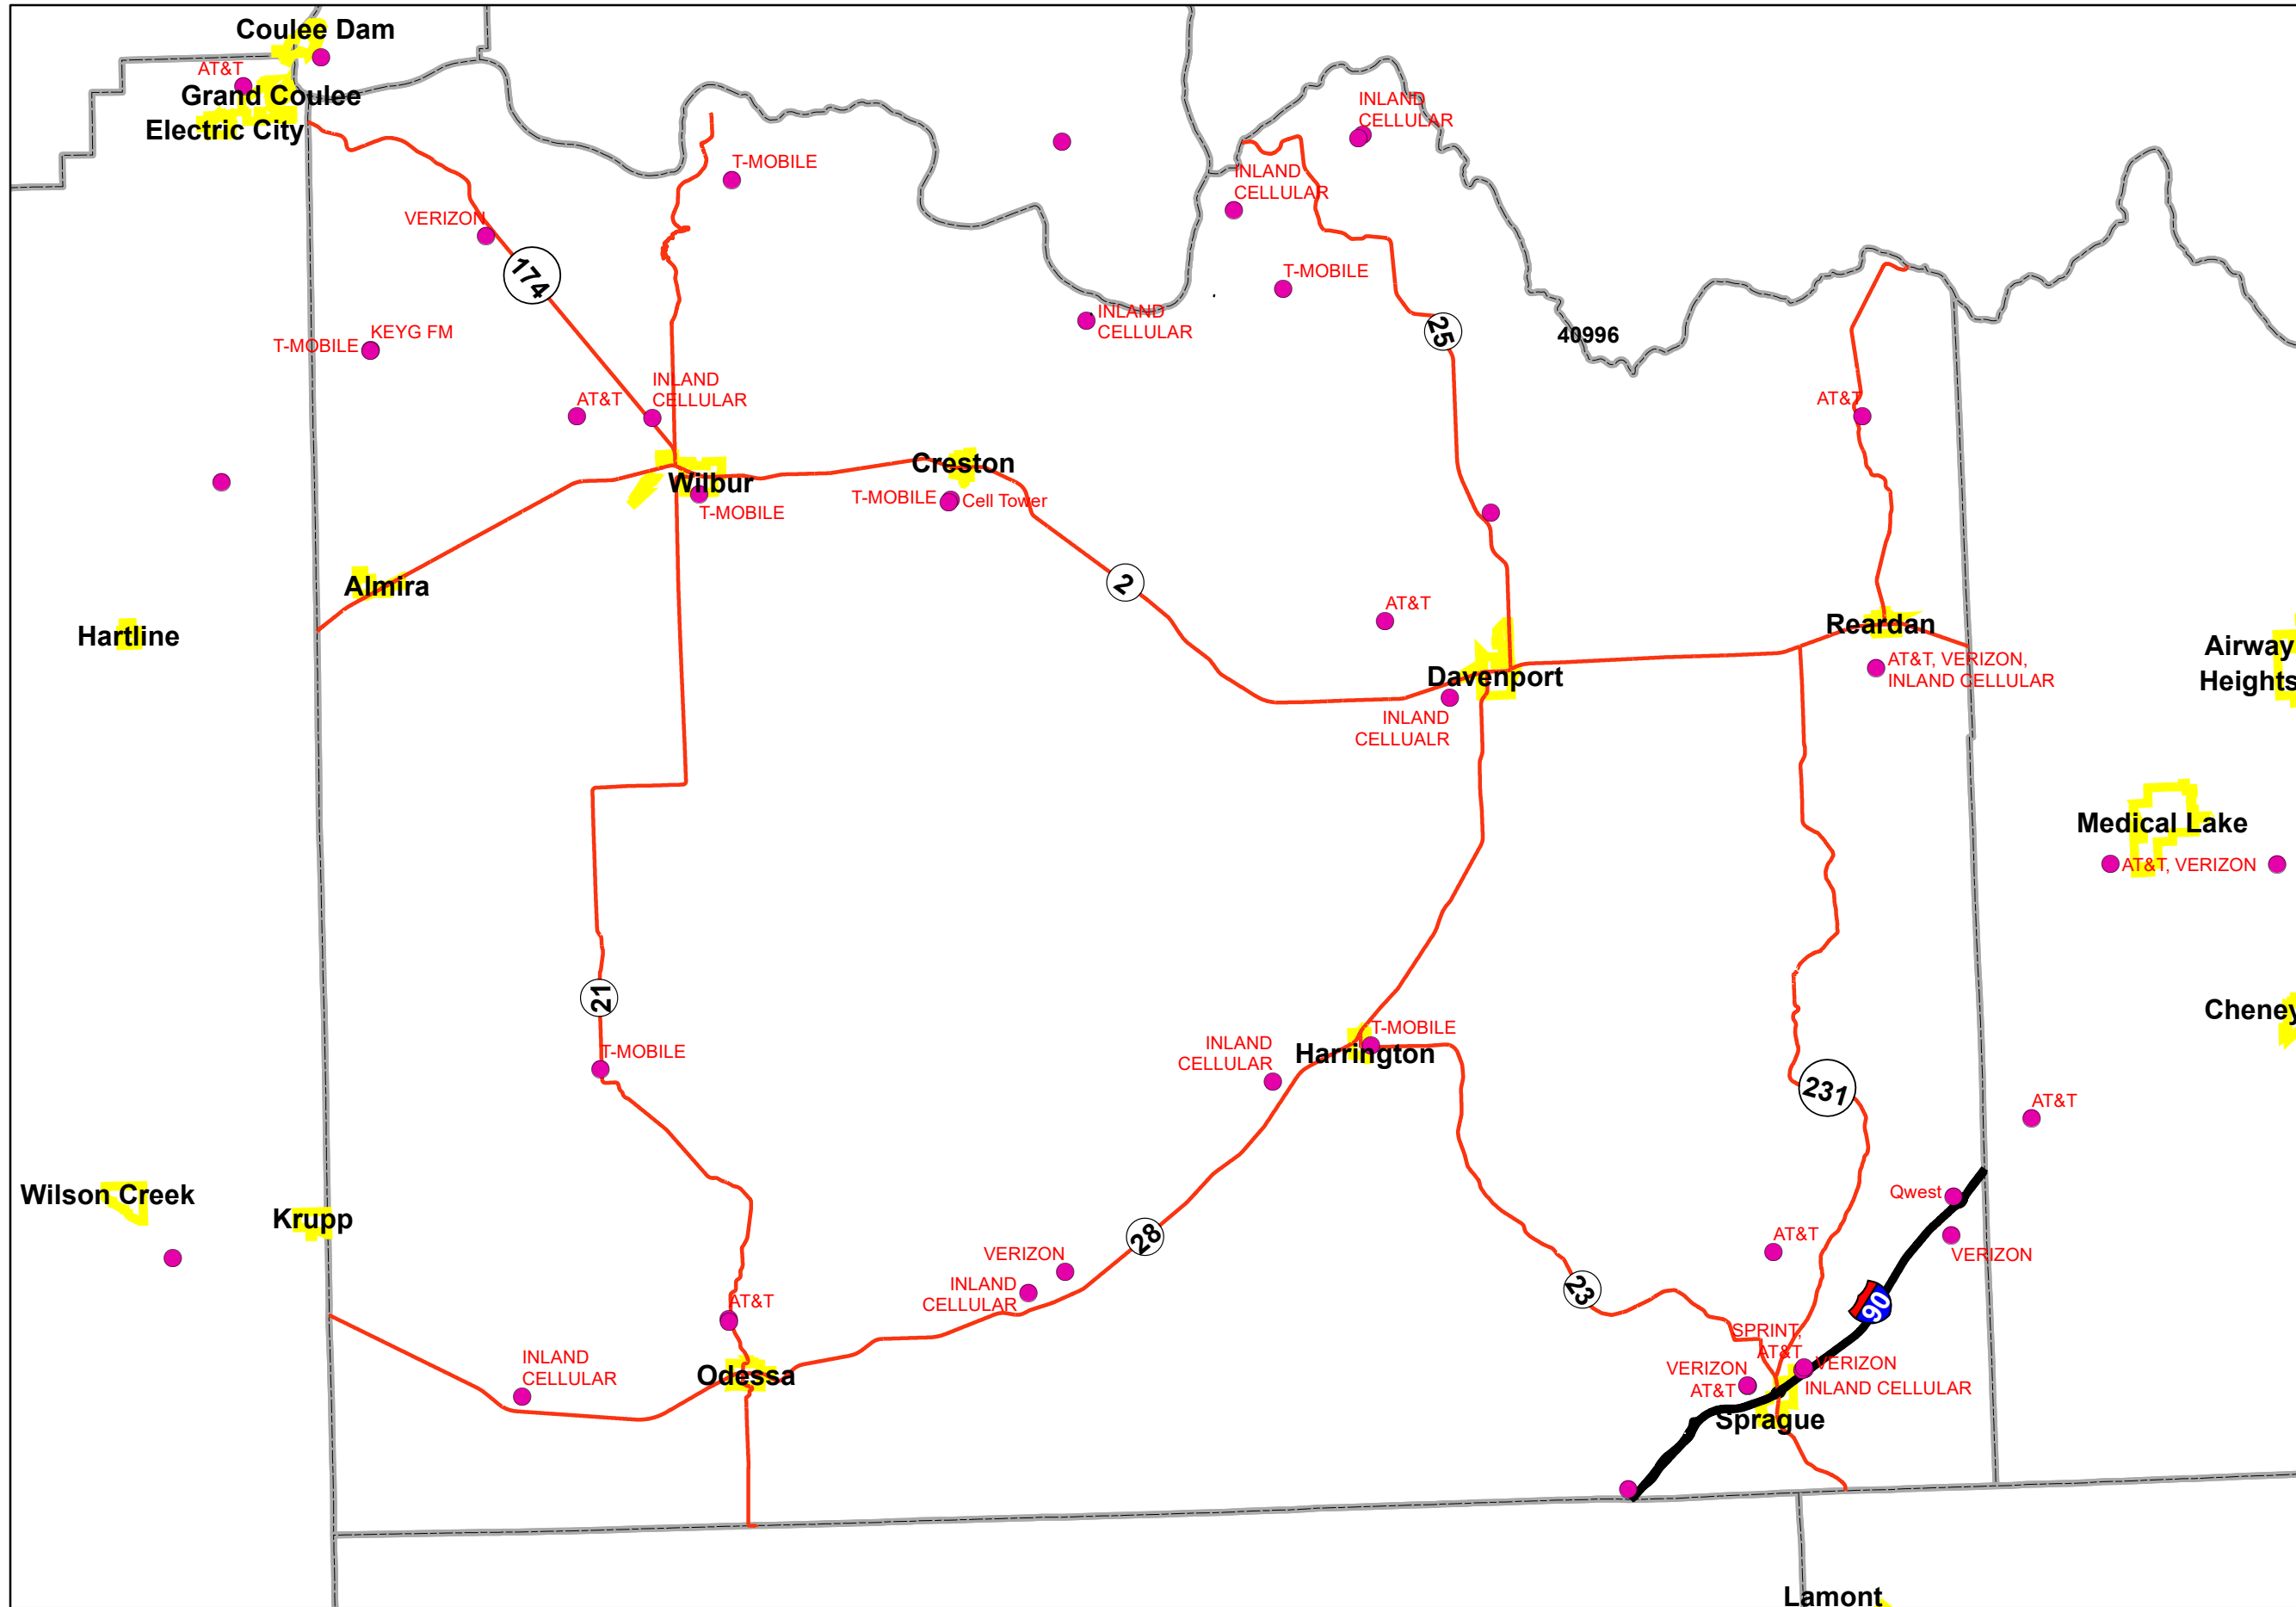 Coulee Dam
AT&T
Grand Coulee
Electric City
INLAND
CELLULAR
T-MOBILE
INLAND
CELLULAR
VERIZON
174
T-MOBILE
INLAND
CELLULAR
25
40996
KEYG FM
T-MOBILE
INLAND
CELLULAR
AT&T
AT&T
Creston
Wilbur
T-MOBILE
Cell Tower
T-MOBILE
Almira
2
AT&T
Hartline
Reardan
Airway
Heights
AT&T, VERIZON,
INLAND CELLULAR
Davenport
INLAND
CELLUALR
Medical Lake
AT&T, VERIZON
21
Cheney
T-MOBILE
T-MOBILE
INLAND
CELLULAR
Harrington
231
AT&T
Wilson Creek
Krupp
Qwest
28
AT&T
VERIZON
VERIZON
INLAND
CELLULAR
23
90
AT&T
SPRINT,
AT&T
INLAND
CELLULAR
Odessa
VERIZON
AT&T
VERIZON
INLAND CELLULAR
Sprague
Lamont